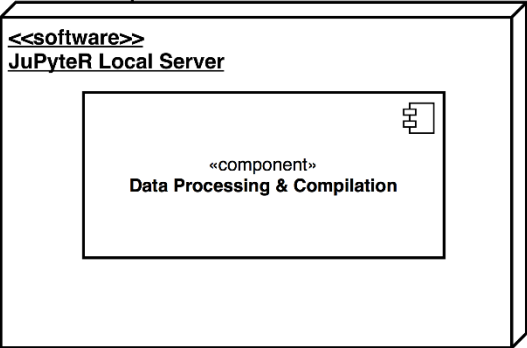 <<software>>
JuPyteR Local Server
«component»
Data Processing & Compilation